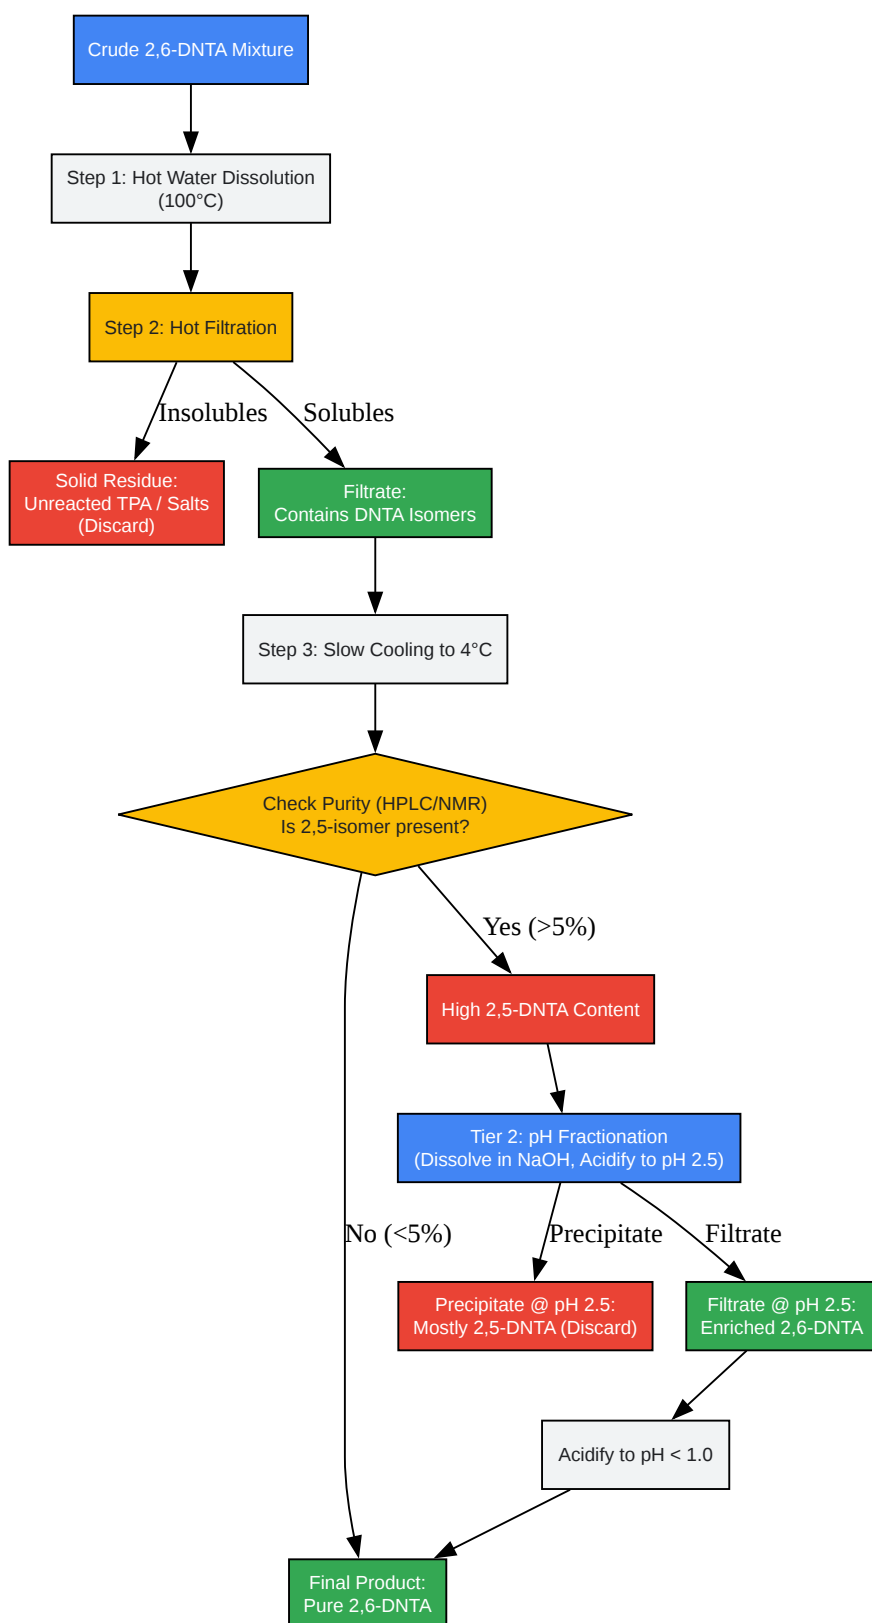 Crude 2,6-DNTA Mixture
Step 1: Hot Water Dissolution
(100°C)
Step 2: Hot Filtration
Insolubles
Solubles
Solid Residue:
Unreacted TPA / Salts
(Discard)
Filtrate:
Contains DNTA Isomers
Step 3: Slow Cooling to 4°C
Check Purity (HPLC/NMR)
Is 2,5-isomer present?
Yes (>5%)
High 2,5-DNTA Content
Tier 2: pH Fractionation
(Dissolve in NaOH, Acidify to pH 2.5)
No (<5%)
Precipitate
Filtrate
Precipitate @ pH 2.5:
Mostly 2,5-DNTA (Discard)
Filtrate @ pH 2.5:
Enriched 2,6-DNTA
Acidify to pH < 1.0
Final Product:
Pure 2,6-DNTA